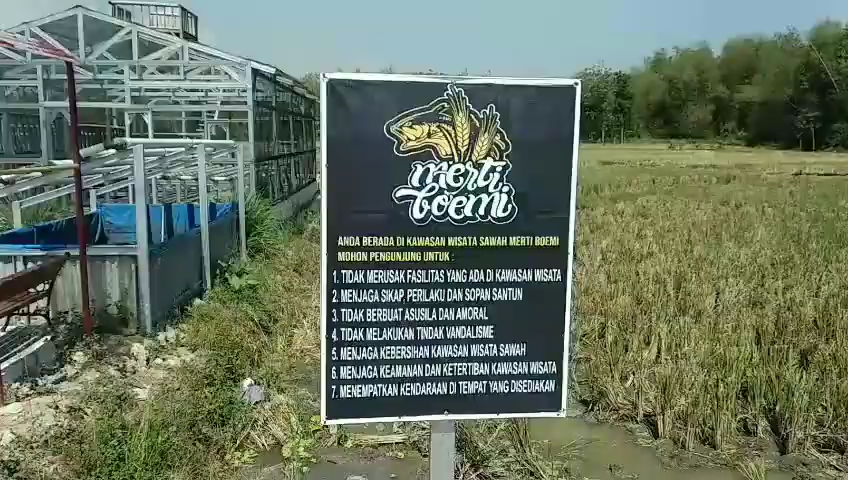 merti
boemi
ANDA BERADA DI KAWASAN WISATA SAWAH MERTI BOEMI
MOHON PENGUNJUNG UNTUK :
1. TIDAK MERUSAK FASILITAS YANG ADA DI KAWASAN WISATA
2. MENJAGA SIKAP, PERILAKU DAN SOPAN SANTUN
3. TIDAK BERBUAT ASUSILA DAN AMORAL
4. TIDAK MELAKUKAN TINDAK VANDALISME
5. MENJAGA KEBERSIHAN KAWASAN WISATA SAWAH
6. MENJAGA KEAMANAN DAN KETERTIBAN KAWASAN WISATA
7. MENEMPATKAN KENDARAAN DI TEMPAT YANG DISEDIAKAN